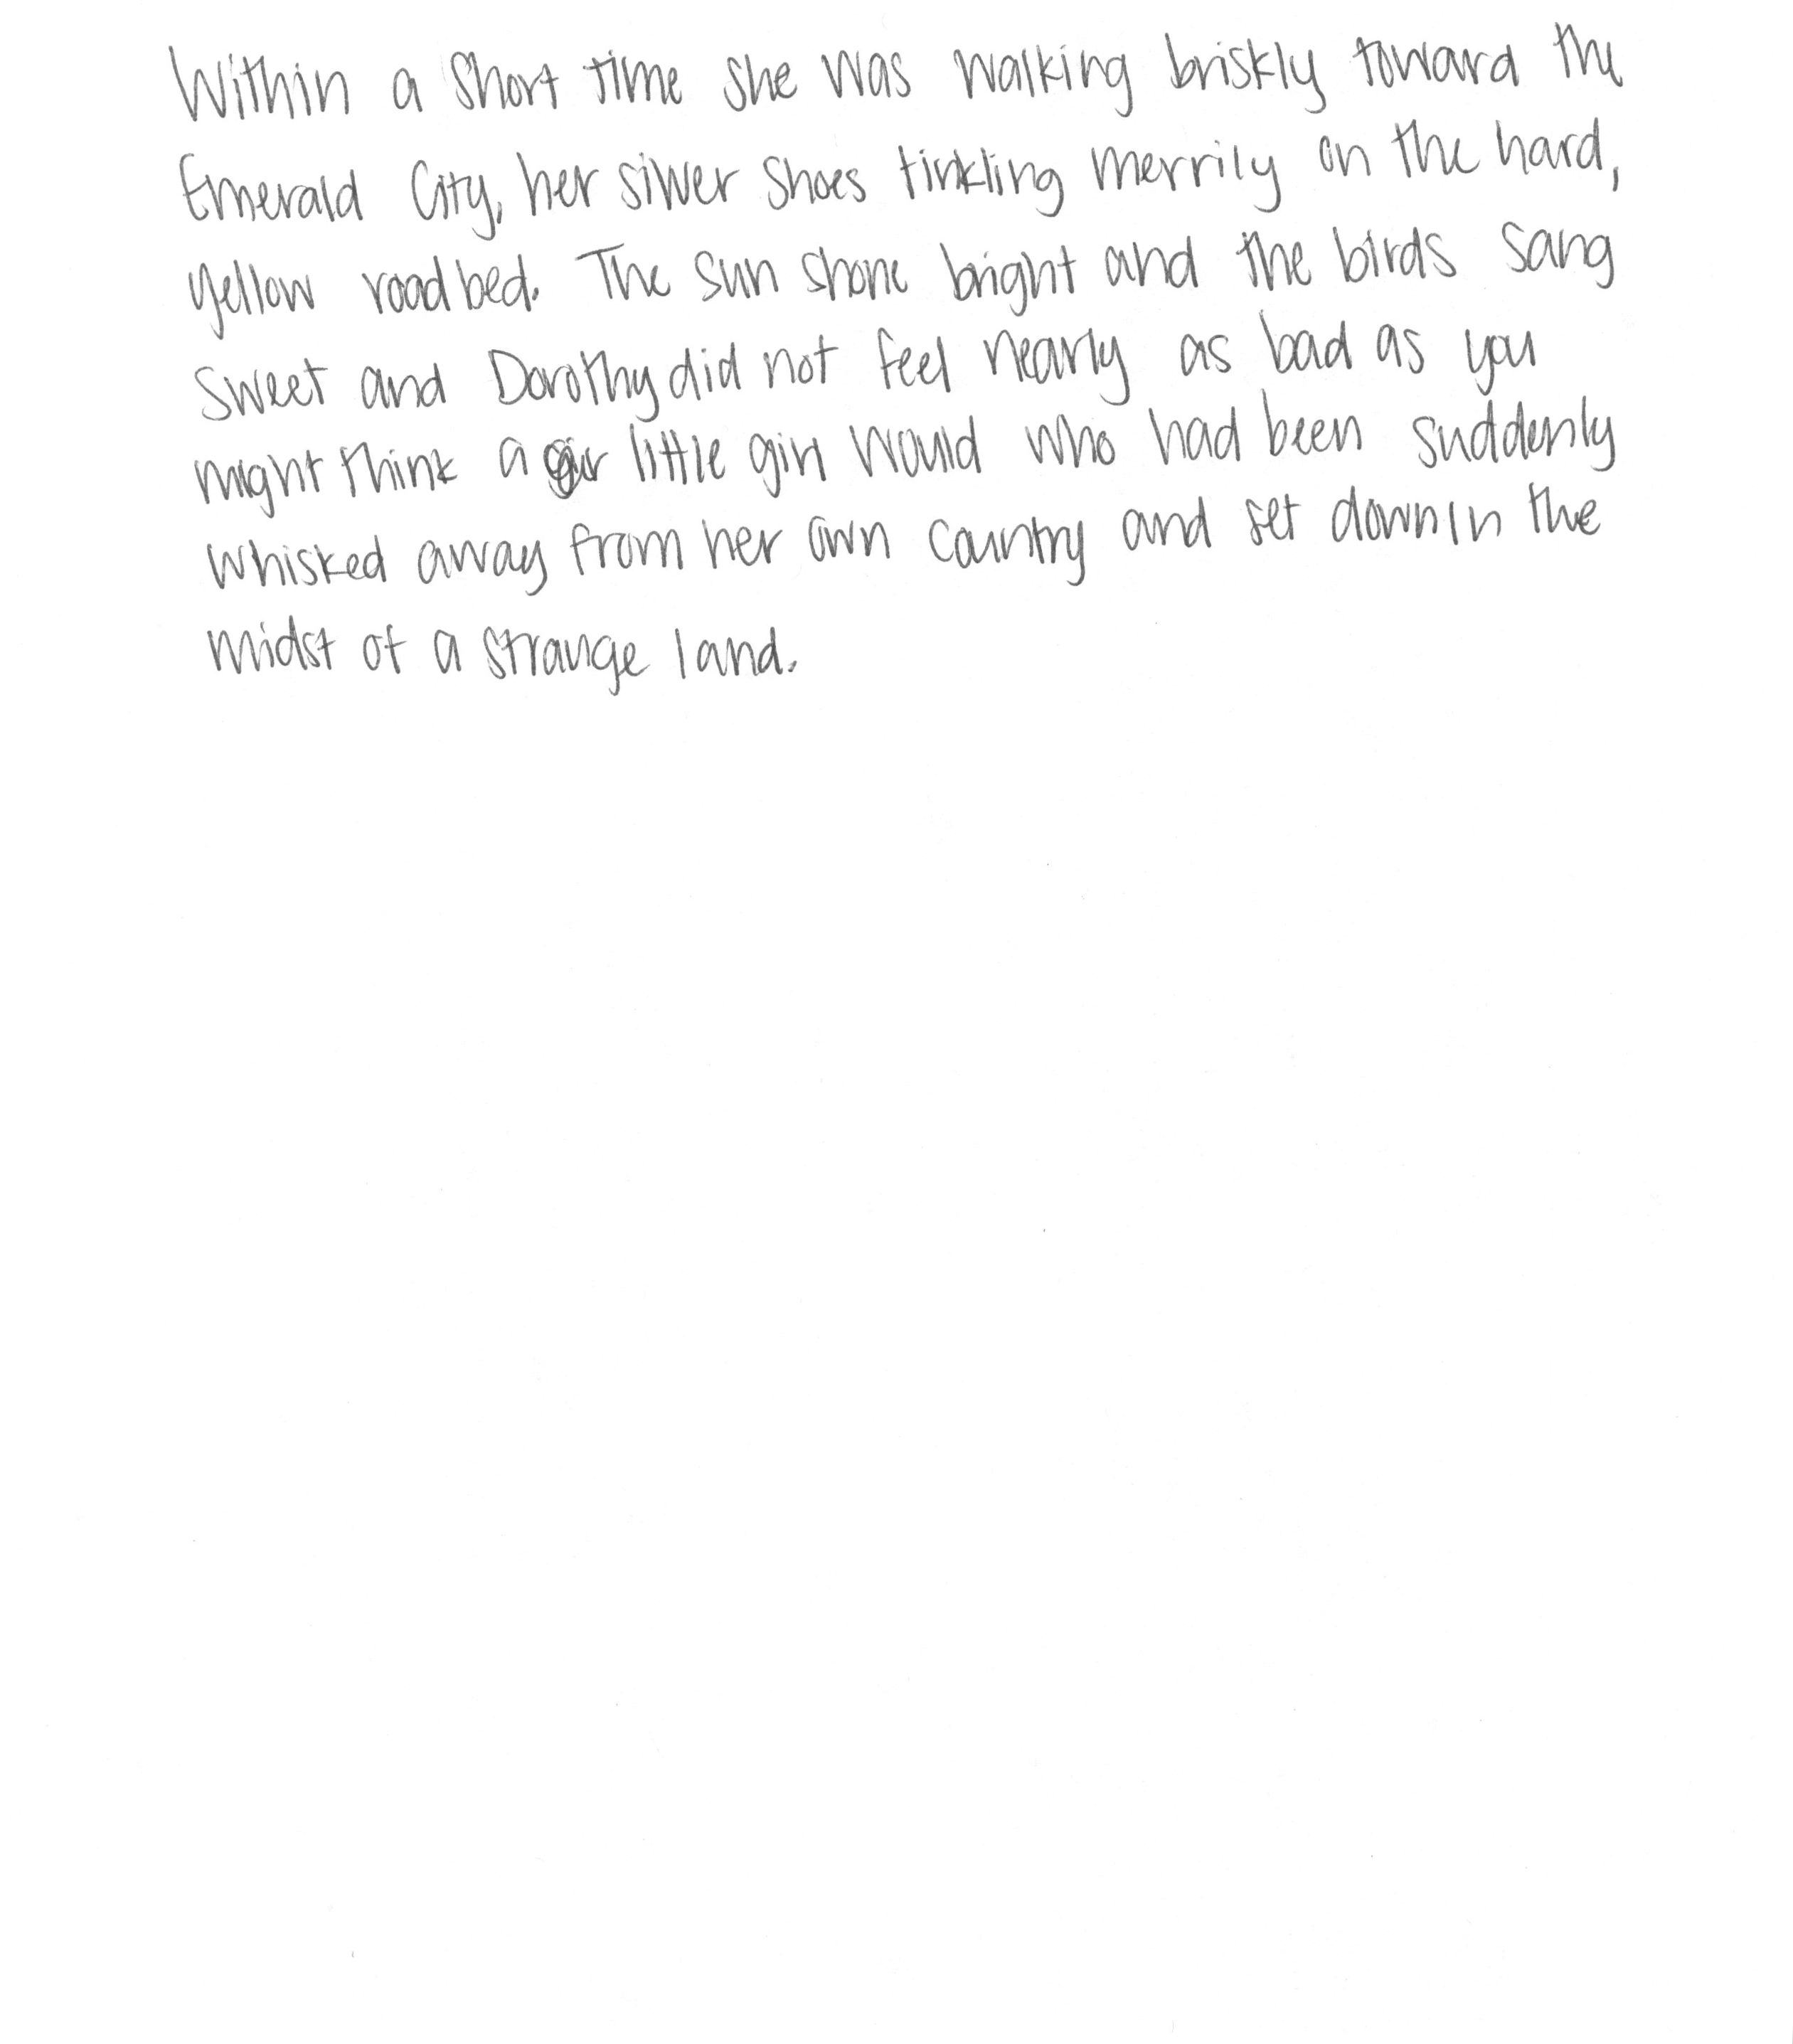 Within a short time she was walking briskly toward the
Emerald City, her silver shoes tinkling merrily on the hard,
yellow roadbed. The sun shone bright and the birds sang
sweet and Dorothy did not feel nearly as bad as you
might think a little girl would who had been suddenly
whisked away from her own country and set down in the
midst of a strange land.